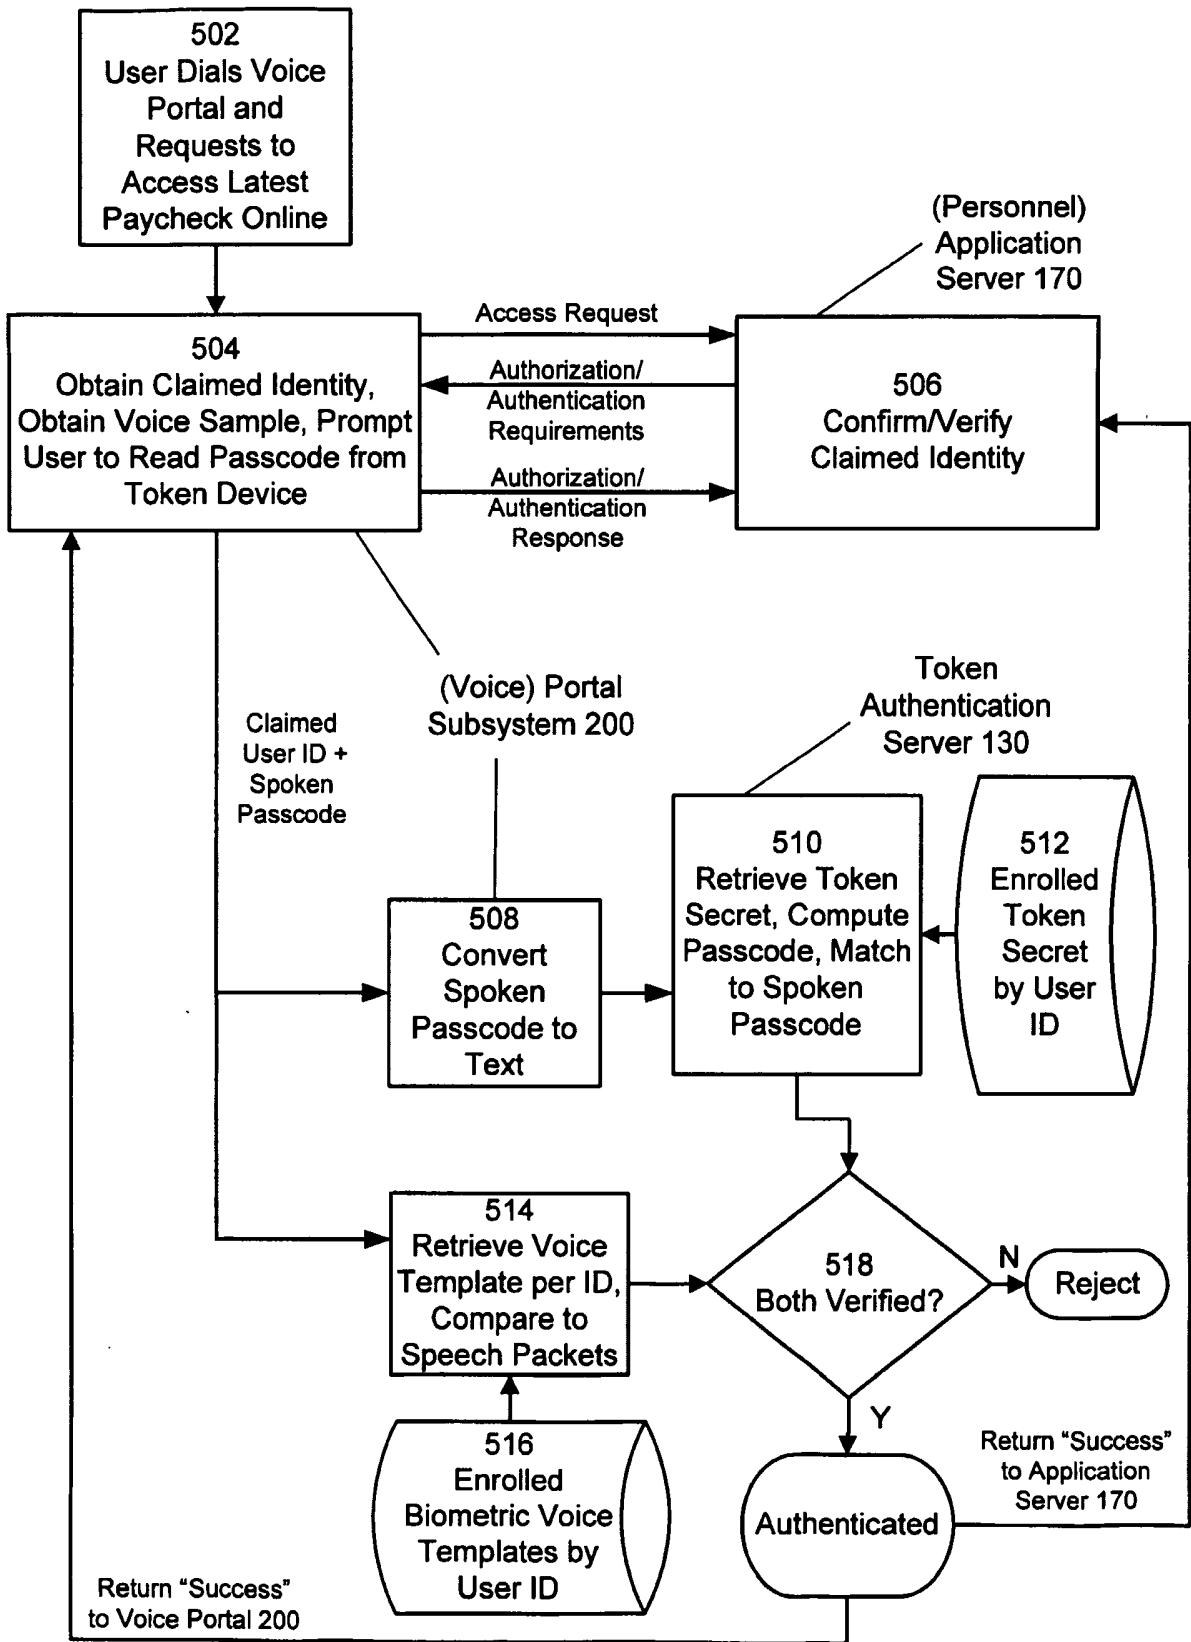 502
User Dials Voice
Portal and
Requests to
Access Latest
Paycheck Online
(Personnel)
Application
Server 170
504
Obtain Claimed Identity,
Obtain Voice Sample, Prompt
User to Read Passcode from
Token Device
Access Request
Authorization/
Authentication
Requirements
Authorization/
Authentication
Response
506
Confirm/Verify
Claimed Identity
(Voice) Portal
Subsystem 200
Token
Authentication
Server 130
Claimed
User ID +
Spoken
Passcode
508
Convert
Spoken
Passcode to
Text
510
Retrieve Token
Secret, Compute
Passcode, Match
to Spoken
Passcode
512
Enrolled
Token
Secret
by User
ID
514
Retrieve Voice
Template per ID,
Compare to
Speech Packets
518
Both Verified?
N
Reject
Y
516
Enrolled
Biometric Voice
Templates by
User ID
Authenticated
Return “Success”
to Application
Server 170
Return “Success”
to Voice Portal 200